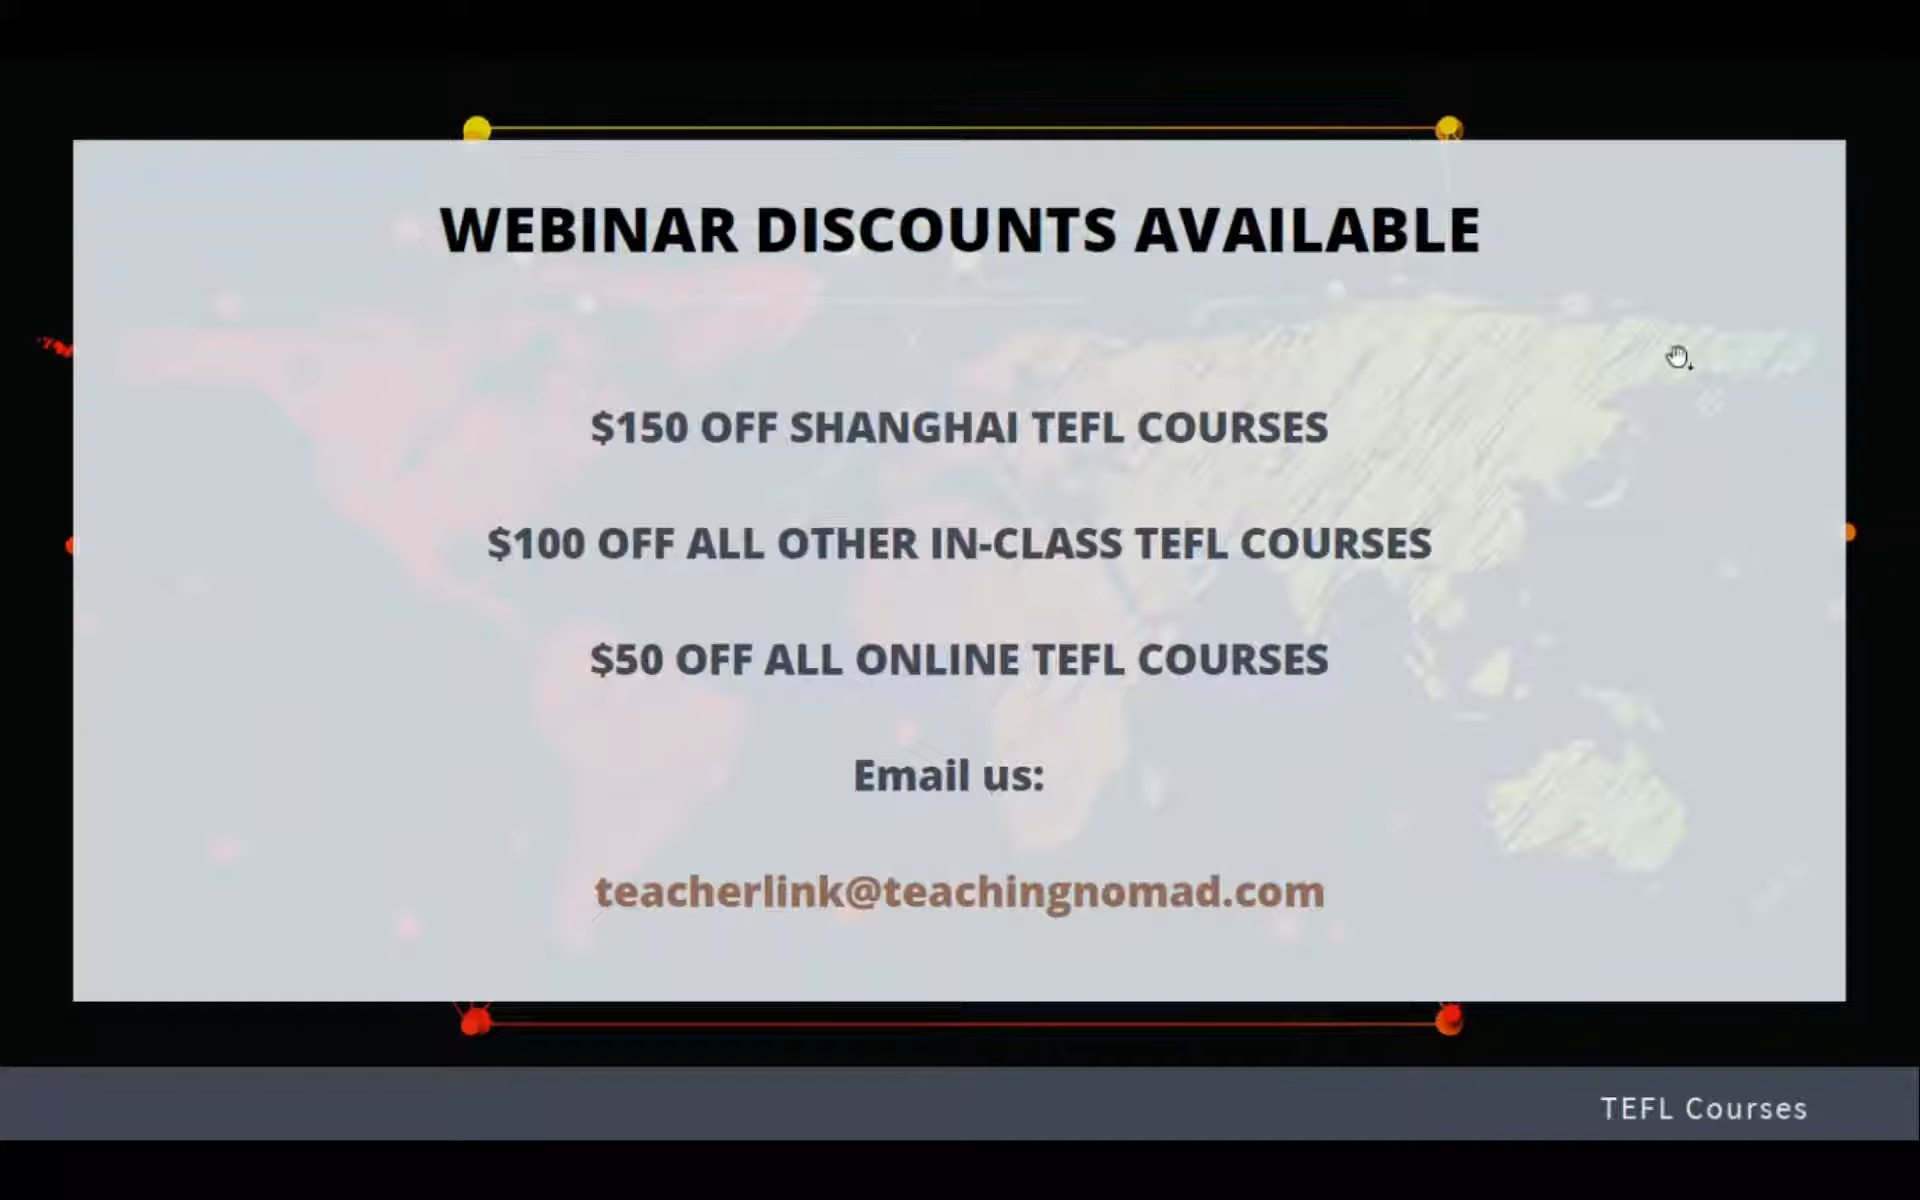 WEBINAR DISCOUNTS AVAILABLE
$150 OFF SHANGHAI TEFL COURSES
$100 OFF ALL OTHER IN-CLASS TEFL COURSES
$50 OFF ALL ONLINE TEFL COURSES
Email us:
teacherlink@teachingnomad.com
TEFL Courses